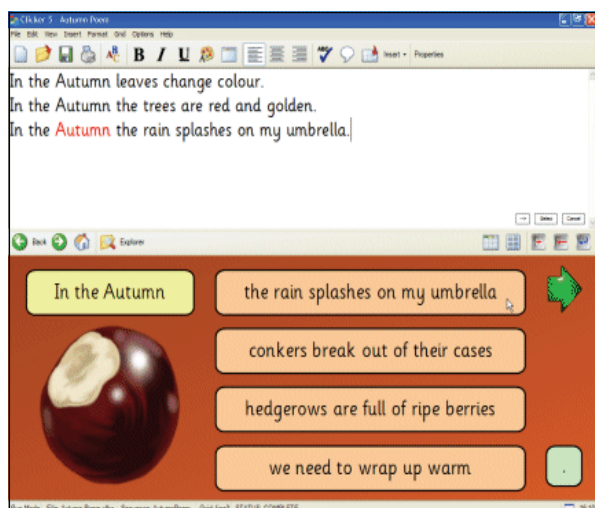 Clicker 5 - Autumn Poem
File Edit View Insert Format Grid Options Help
B I U ABC Insert Properties
In the Autumn leaves change colour.
In the Autumn the trees are red and golden.
In the Autumn the rain splashes on my umbrella.
Select Cancel
Back Explorer
In the Autumn
the rain splashes on my umbrella
conkers break out of their cases
hedgerows are full of ripe berries
we need to wrap up warm
.